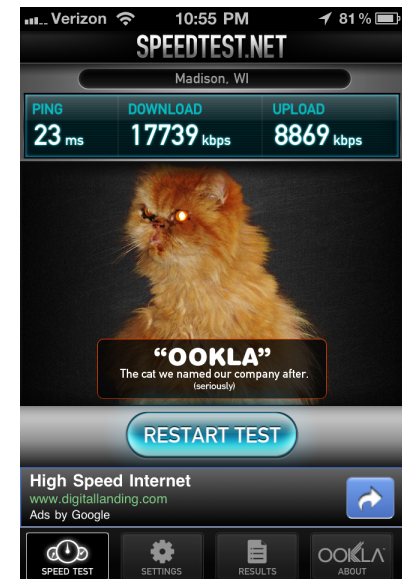 Verizon 10:55 PM 81%
SPEEDTEST.NET
Madison, WI
PING DOWNLOAD UPLOAD
23 ms 17739 kbps 8869 kbps
“OOKLA”
The cat we named our company after.
(seriously)
RESTART TEST
High Speed Internet
www.digitallanding.com
Ads by Google
SPEED TEST SETTINGS RESULTS OOKLA ABOUT